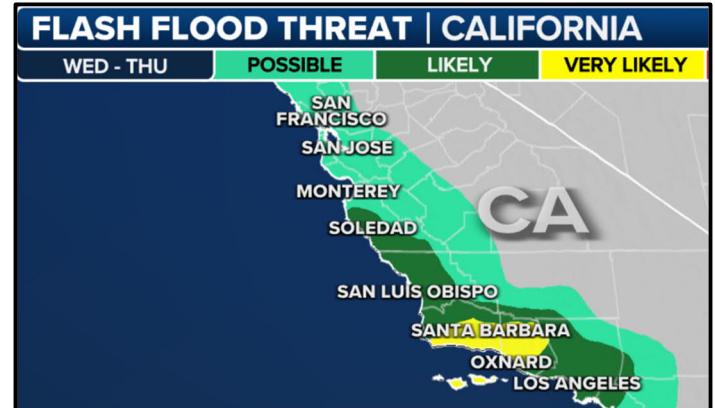 FLASH FLOOD THREAT | CALIFORNIA
WED - THU
POSSIBLE
LIKELY
VERY LIKELY
SAN
FRANCISCO
SAN JOSE
MONTEREY
CA
SOLEDAD
SAN LUIS OBISPO
SANTA BARBARA
OXNARD
LOS ANGELES